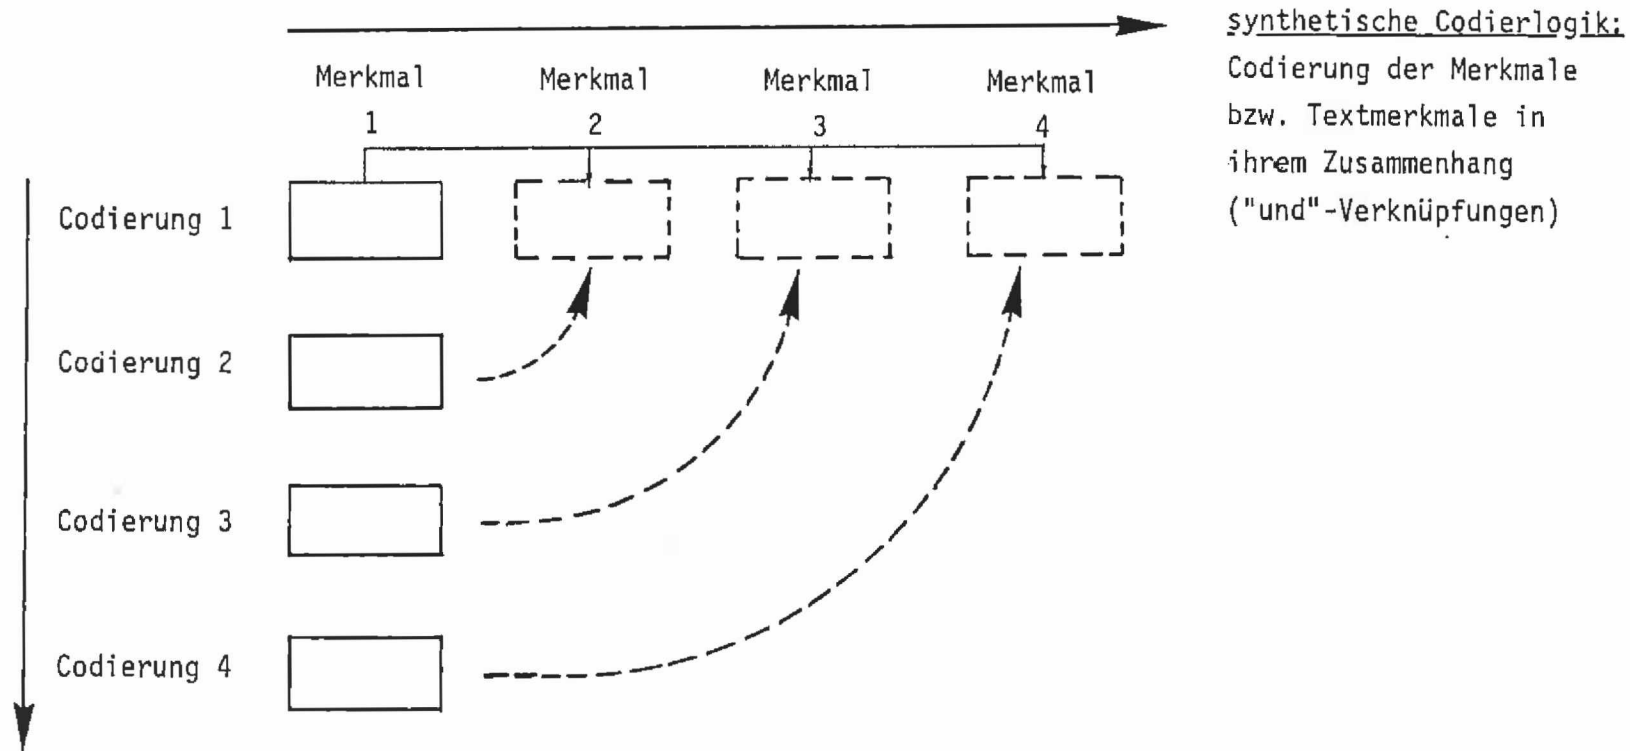 synthetische Codierlogik:
Codierung der Merkmale
bzw. Textmerkmale in
ihrem Zusammenhang
("und"-Verknüpfungen)
Merkmal Merkmal Merkmal Merkmal
1 2 3 4
Codierung 1
Codierung 2
Codierung 3
Codierung 4